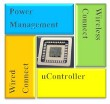 Power
Management
Wireless
Connect
Wired
Connect
uController